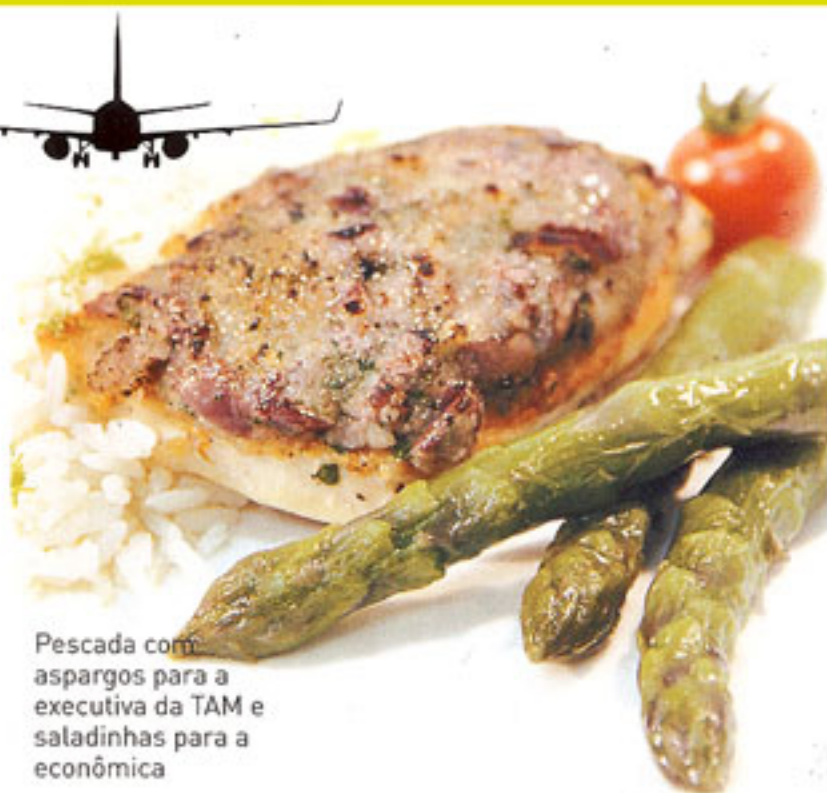 Pescada com
aspargos para a
executiva da TAM e
saladinhas para a
econômica